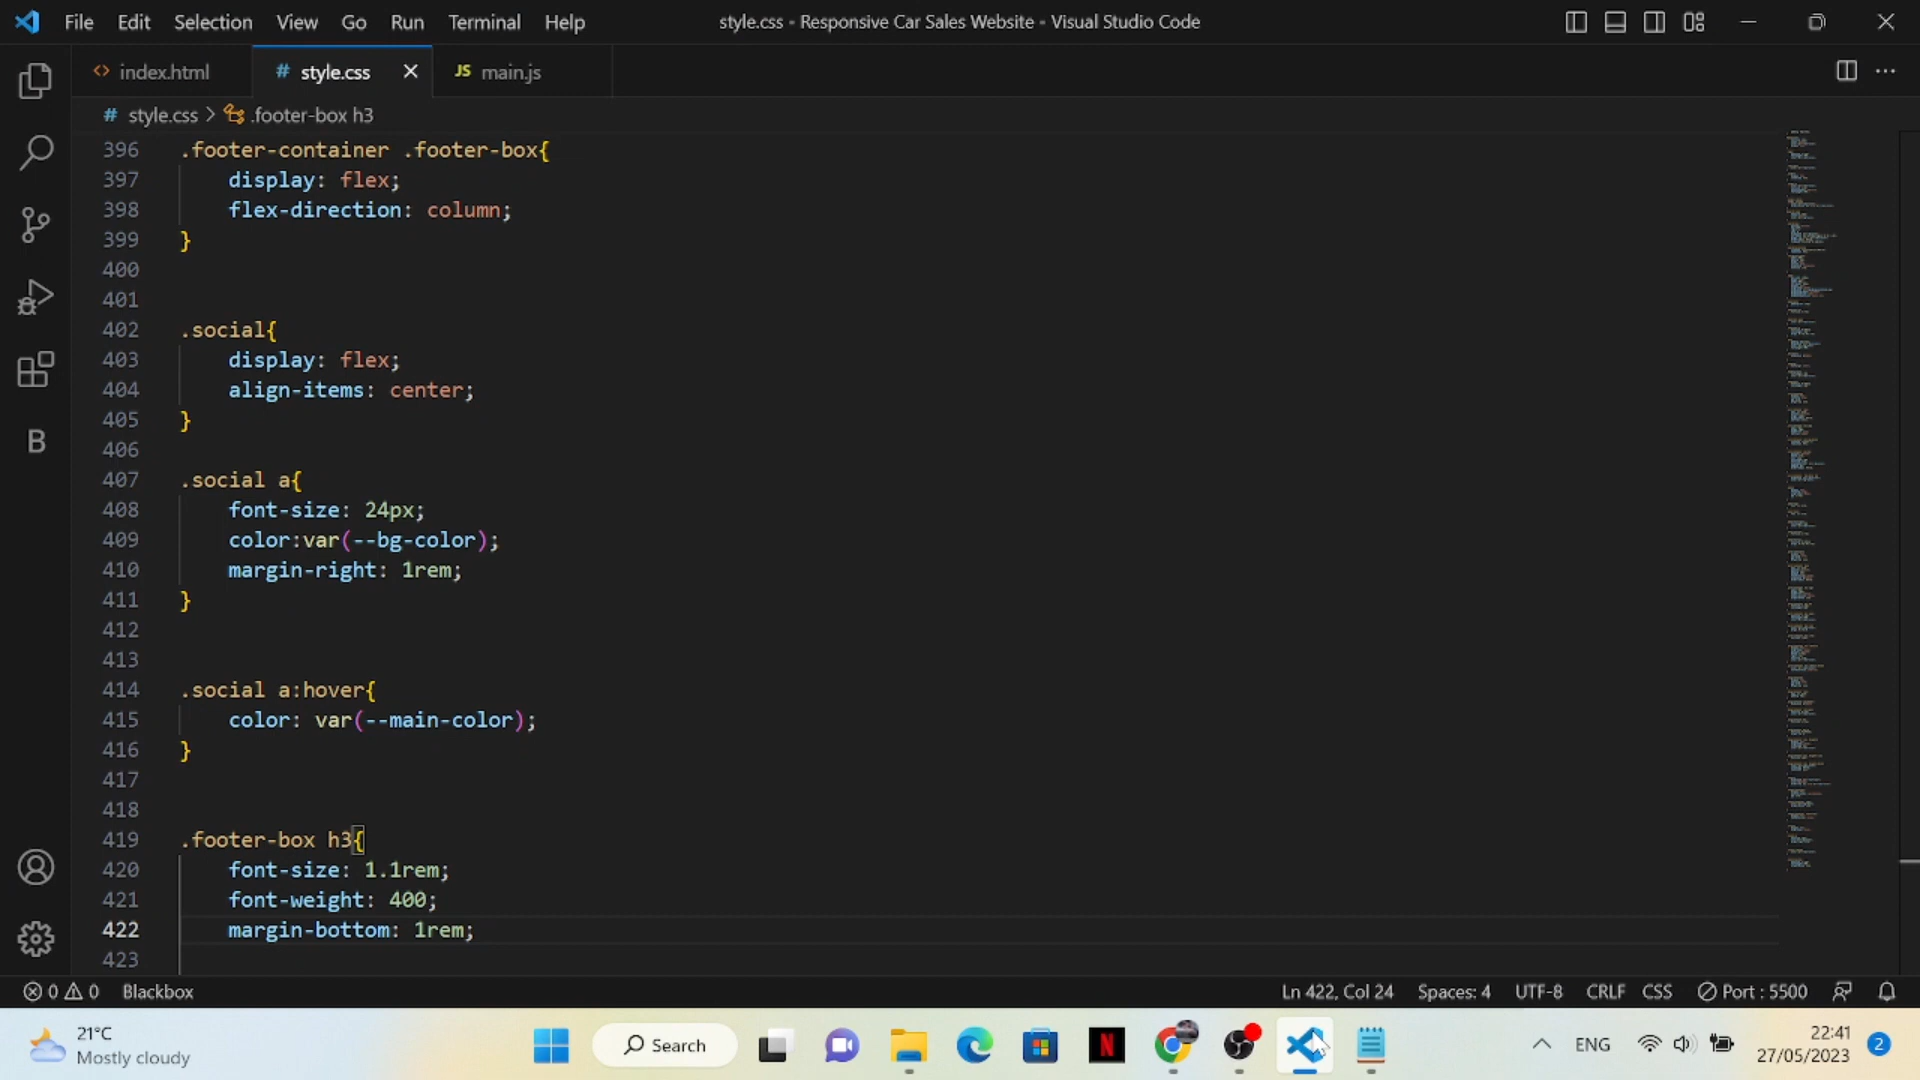 File Edit Selection View Go Run Terminal Help style.css - Responsive Car Sales Website - Visual Studio Code
index.html # style.css JS main.js
# style.css > .footer-box h3
396 .footer-container .footer-box{
397 display: flex;
398 flex-direction: column;
399 }
400
401
402 .social{
403 display: flex;
404 align-items: center;
405 }
406
407 .social a{
408 font-size: 24px;
409 color:var(--bg-color);
410 margin-right: 1rem;
411 }
412
413
414 .social a:hover{
415 color: var(--main-color);
416 }
417
418
419 .footer-box h3{
420 font-size: 1.1rem;
421 font-weight: 400;
422 margin-bottom: 1rem;
423
B
0 0 Blackbox Ln 422, Col 24 Spaces: 4 UTF-8 CRLF CSS Port : 5500
21°C
Mostly cloudy
Search
N
ENG
22:41
27/05/2023
2